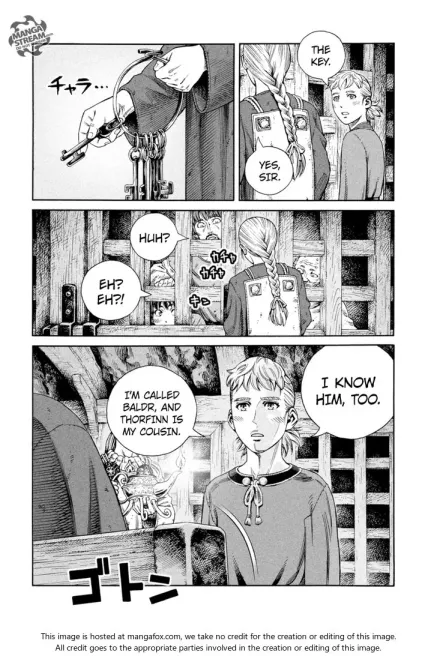 MANGA
STREAM
チャラ…
THE
KEY.
YES,
SIR.
HUH?
ガチャ
ガチャ
EH?
EH?!
キッ
I KNOW
HIM, TOO.
I'M CALLED
BALDR, AND
THORFINN IS
MY COUSIN.
ゴトン
This image is hosted at mangafox.com, we take no credit for the creation or editing of this image.
All credit goes to the appropriate parties involved in the creation or editing of this image.